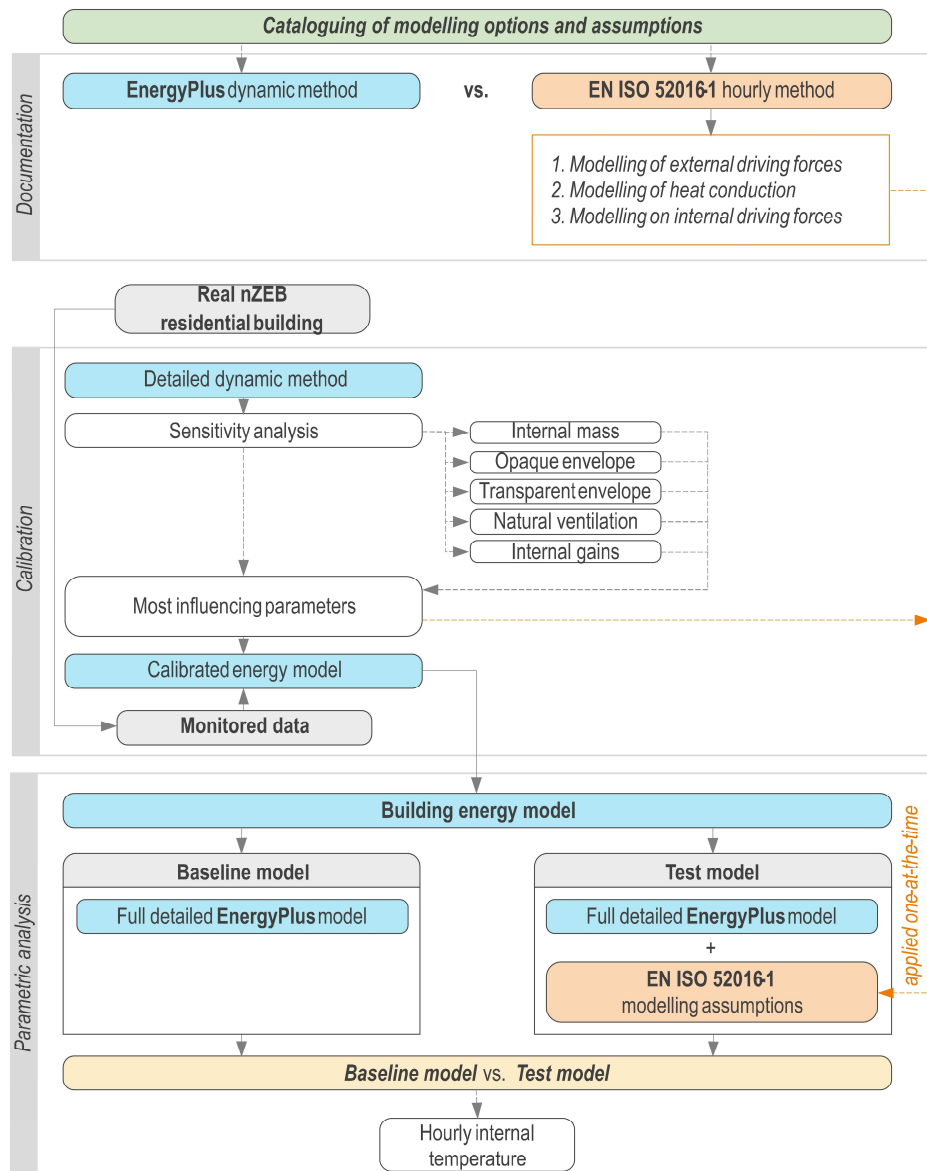 Cataloguing of modelling options and assumptions
Documentation
EnergyPlus dynamic method
vs.
EN ISO 52016-1 hourly method
1. Modelling of external driving forces
2. Modelling of heat conduction
3. Modelling on internal driving forces
Real nZEB
residential building
Calibration
Detailed dynamic method
Sensitivity analysis
Internal mass
Opaque envelope
Transparent envelope
Natural ventilation
Internal gains
Most influencing parameters
Calibrated energy model
Monitored data
Parametric analysis
Building energy model
Baseline model
Full detailed EnergyPlus model
Test model
Full detailed EnergyPlus model
+
EN ISO 52016-1
modelling assumptions
applied one-at-the-time
Baseline model vs. Test model
Hourly internal
temperature